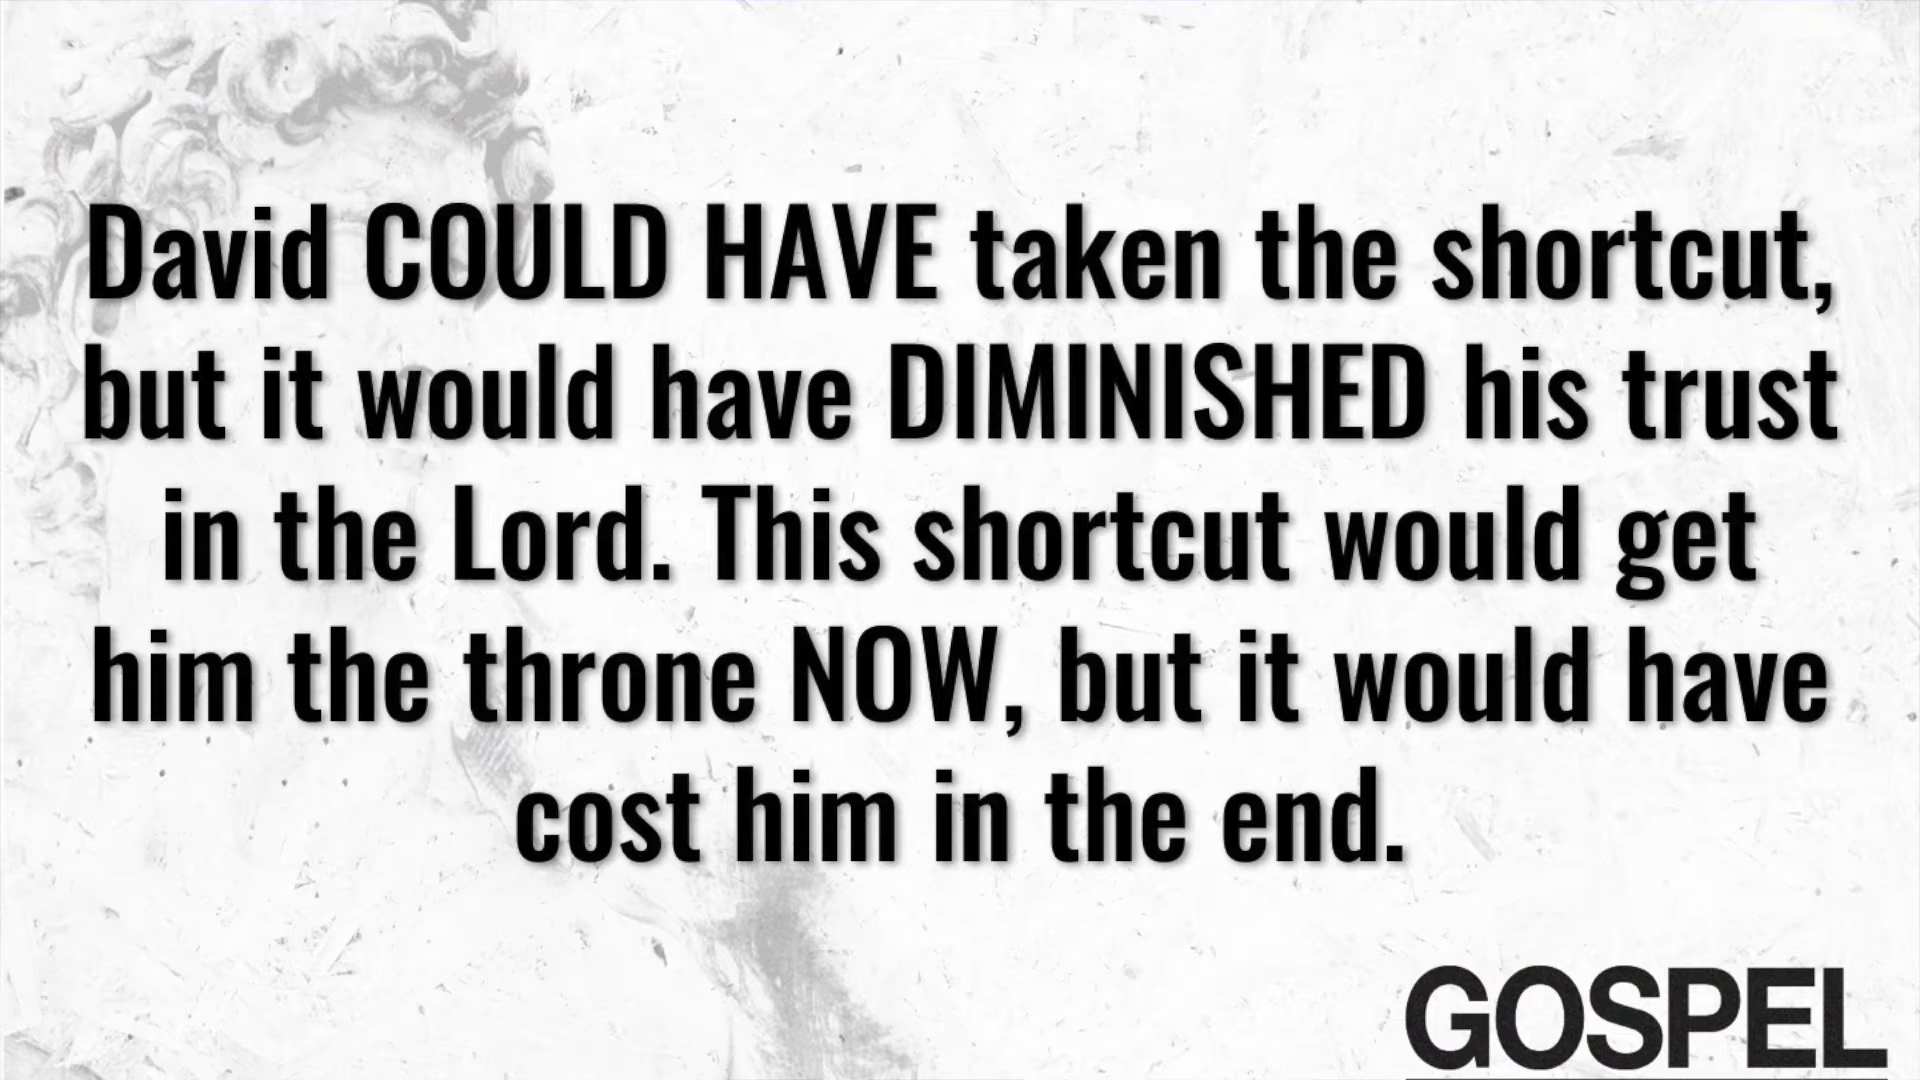 David COULD HAVE taken the shortcut,
but it would have DIMINISHED his trust
in the Lord. This shortcut would get
him the throne NOW, but it would have
cost him in the end.
GOSPEL